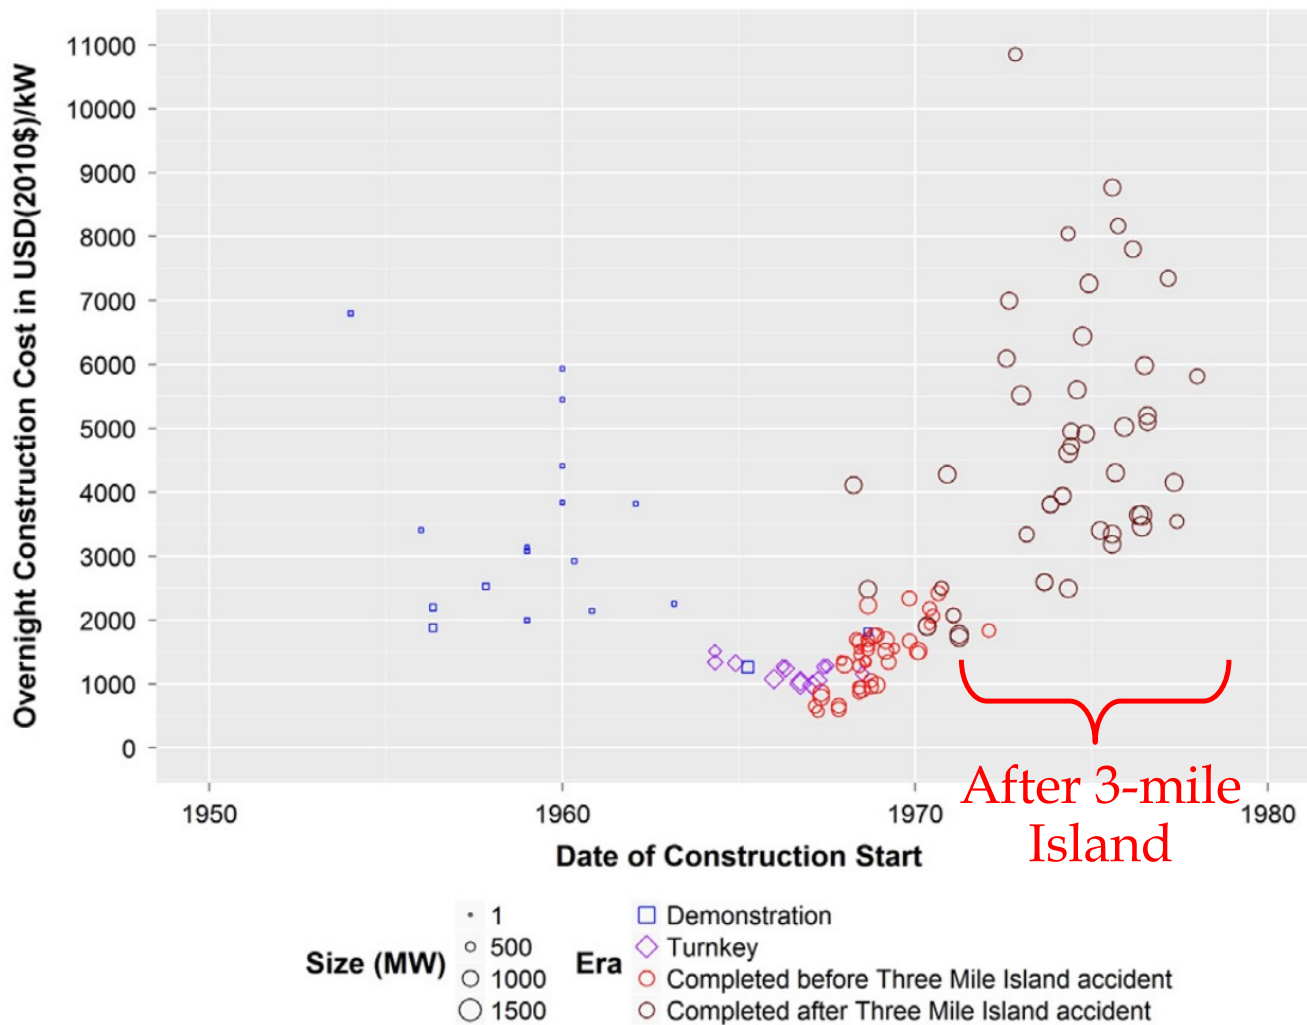 Overnight Construction Cost in USD(2010$)/kW
11000
10000
9000
8000
7000
6000
5000
4000
3000
2000
1000
0
1950
1960
1970
1980
After 3-mile
Island
Date of Construction Start
Size (MW)
1
500
1000
1500
Era
Demonstration
Turnkey
Completed before Three Mile Island accident
Completed after Three Mile Island accident